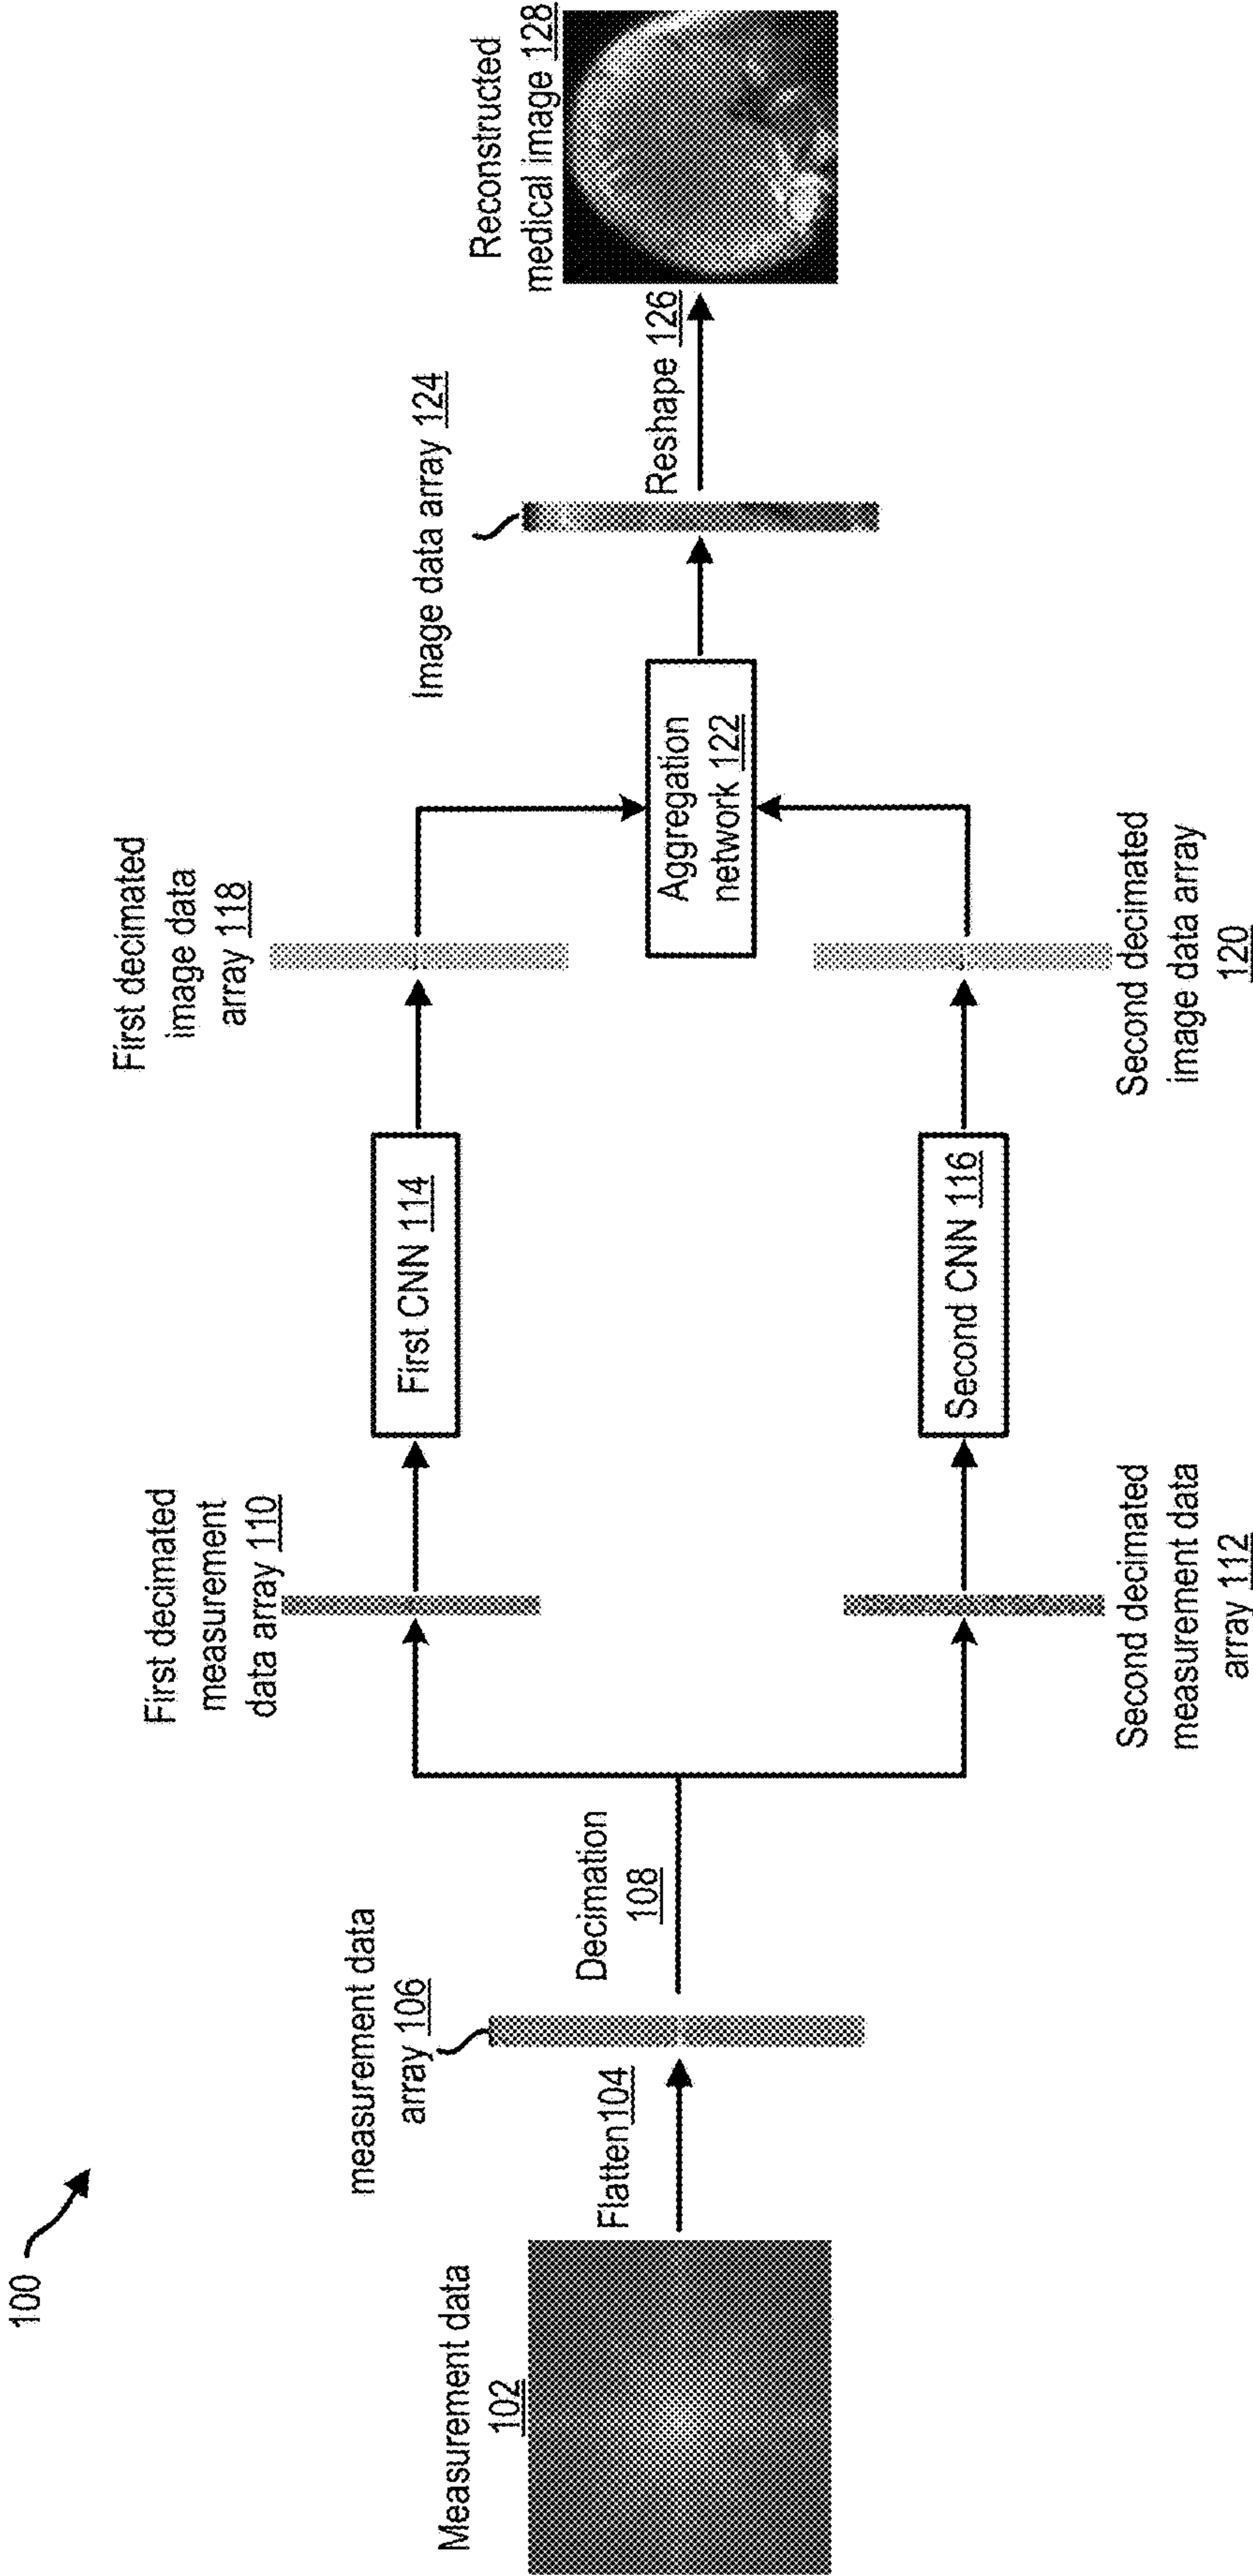 100
Measurement data
102
Flatten104
measurement data
array 106
Decimation
108
First decimated
measurement
data array 110
Second decimated
measurement data
array 112
First CNN 114
Second CNN 116
First decimated
image data
array 118
Second decimated
image data array
120
Aggregation
network 122
Image data array 124
Reshape 126
Reconstructed
medical image 128